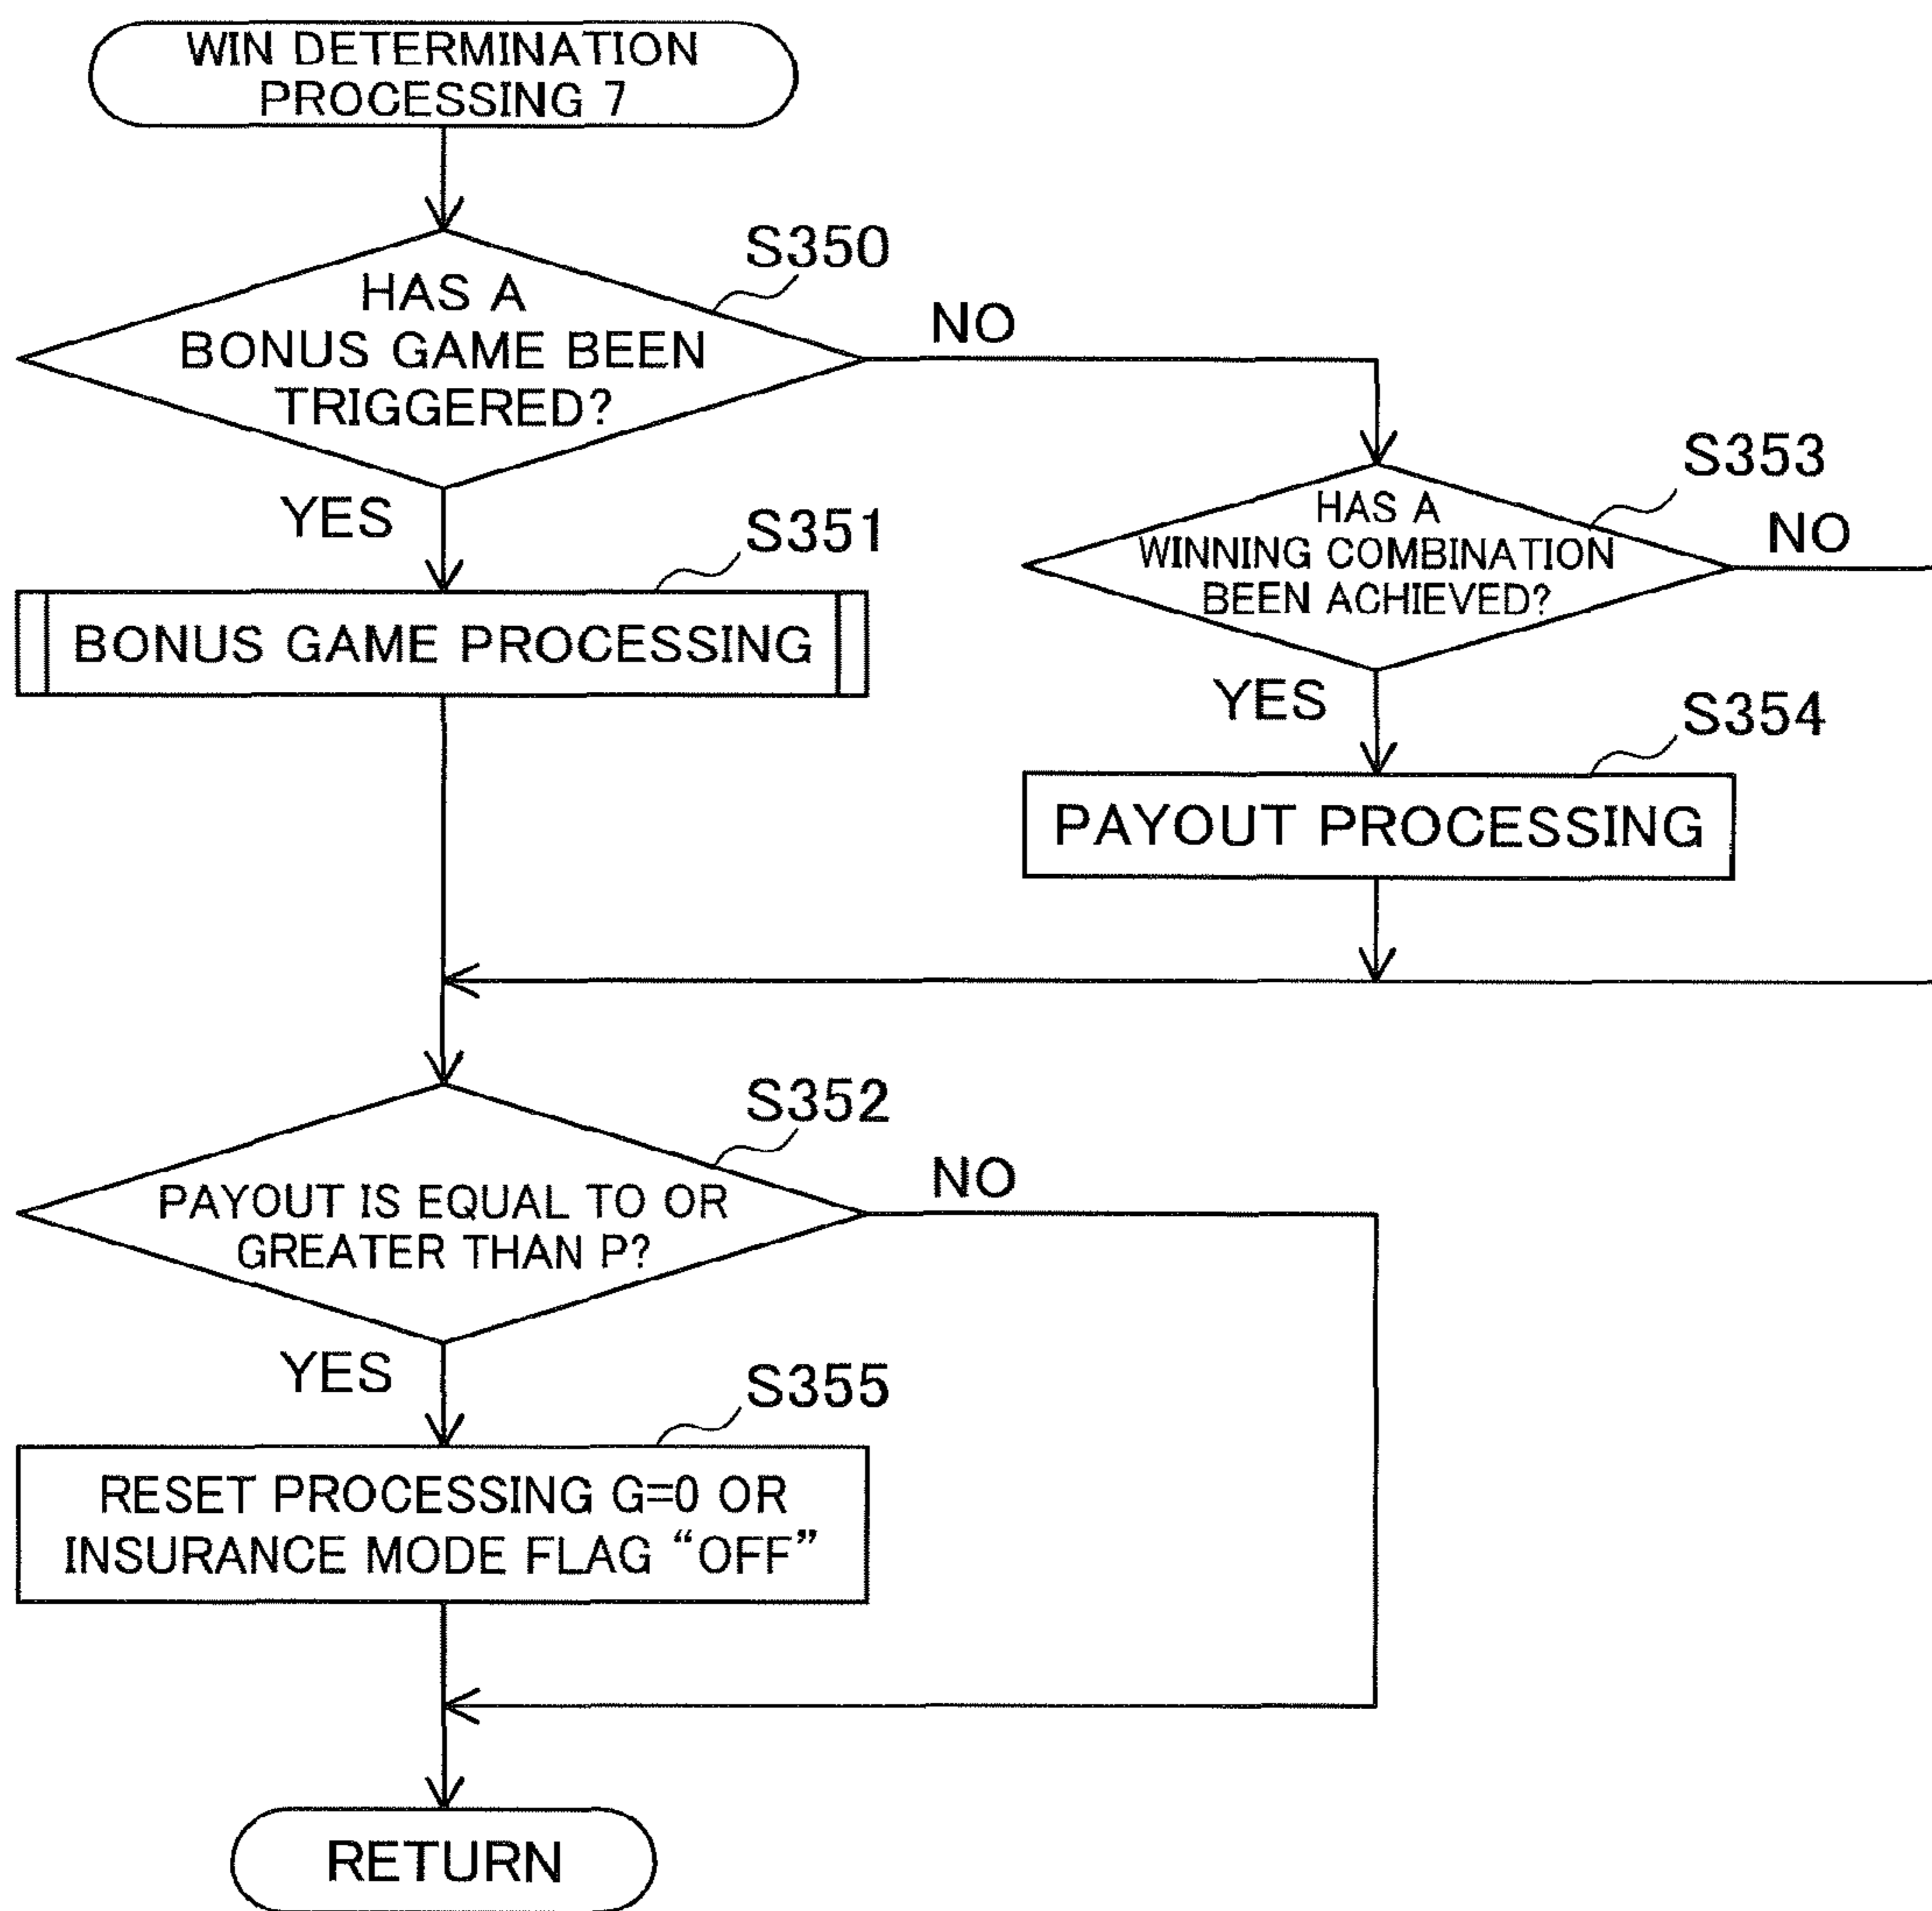 WIN DETERMINATION
PROCESSING 7
S350
HAS A
BONUS GAME BEEN
TRIGGERED?
NO
YES
S353
HAS A
WINNING COMBINATION
BEEN ACHIEVED?
NO
S351
BONUS GAME PROCESSING
YES
S354
PAYOUT PROCESSING
S352
PAYOUT IS EQUAL TO OR
GREATER THAN P?
NO
YES
S355
RESET PROCESSING G=0 OR
INSURANCE MODE FLAG “OFF”
RETURN